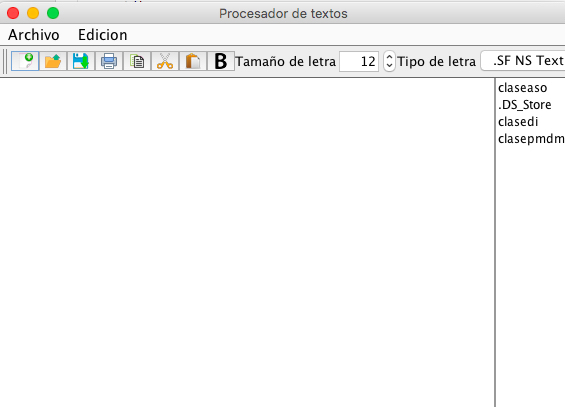 Procesador de textos
Archivo Edicion
B Tamaño de letra 12 Tipo de letra .SF NS Text
claseaso
.DS_Store
clasedi
clasepmdm